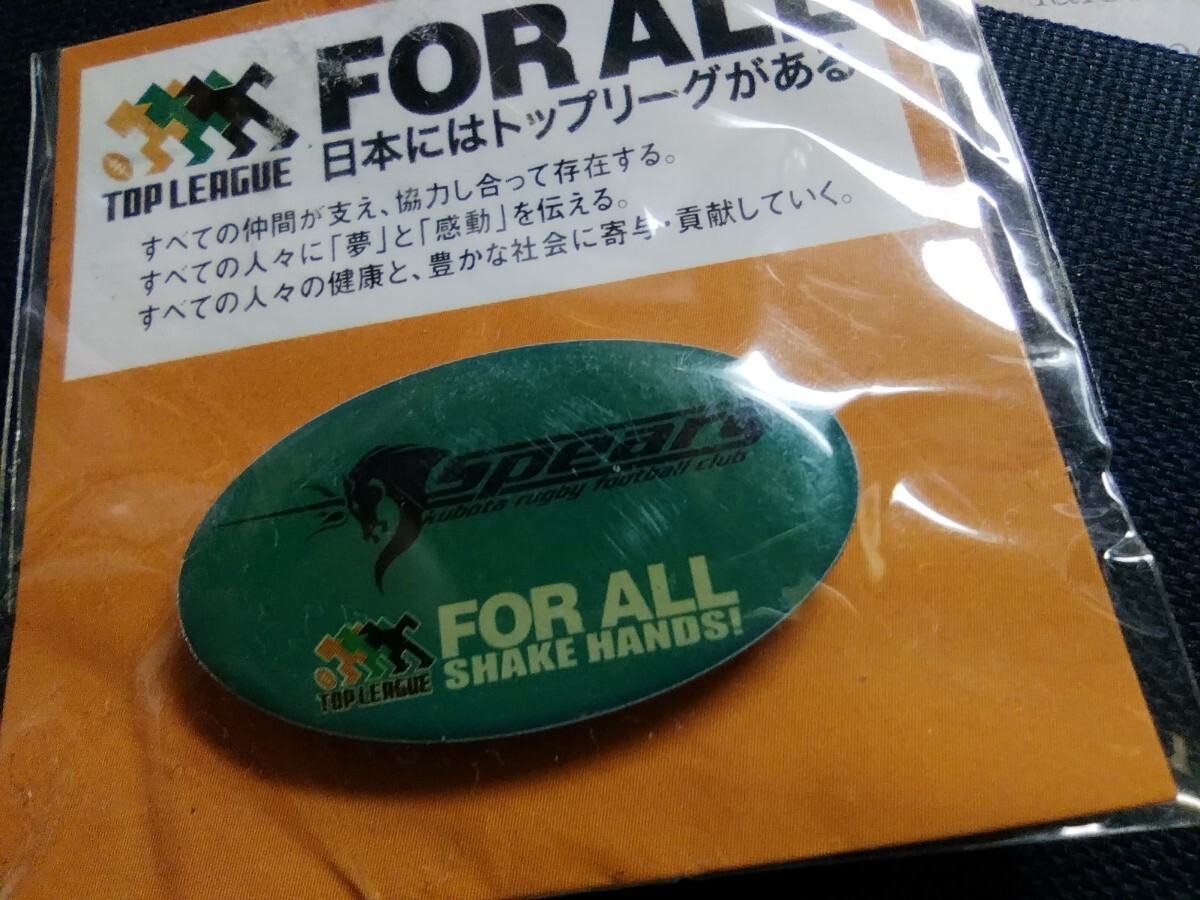 FOR ALL
日本にはトップリーグがある
TOP LEAGUE
すべての仲間が支え、協力し合って存在する。
すべての人々に「夢」と「感動」を伝える。
すべての人々の健康と、豊かな社会に寄与・貢献していく。
spears
kubota rugby football club
FOR ALL
SHAKE HANDS!
TOP LEAGUE